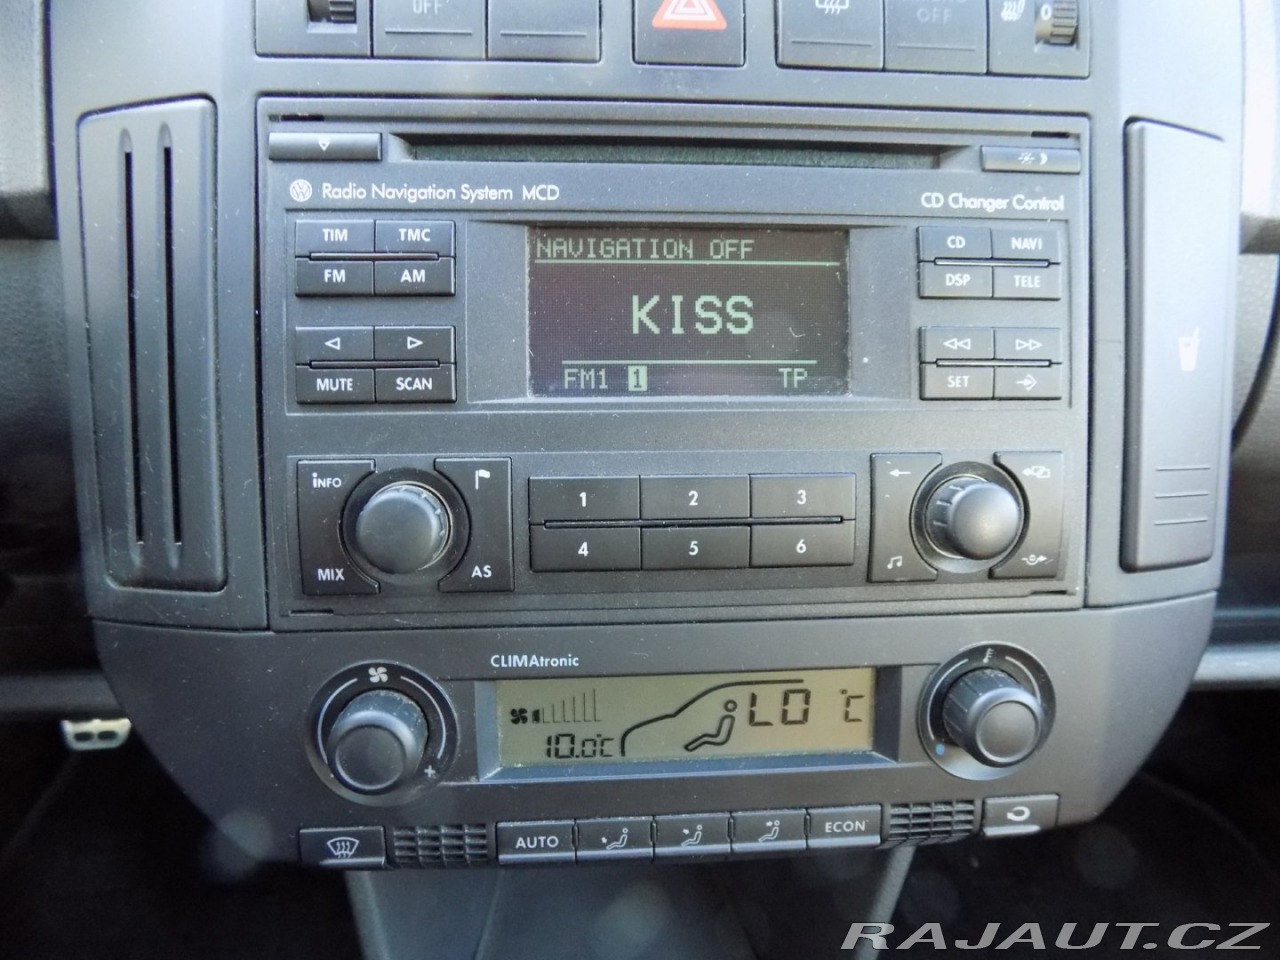 OFF
OFF
0
Radio Navigation System MCD
CD Changer Control
TIM TMC
FM AM
MUTE SCAN
NAVIGATION OFF
KISS
FM1 1 TP
CD NAVI
DSP TELE
SET
INFO
MIX
AS
1 2 3
4 5 6
CLIMAtronic
10.0°C
LO °C
AUTO
ECON
RAJAUT.CZ